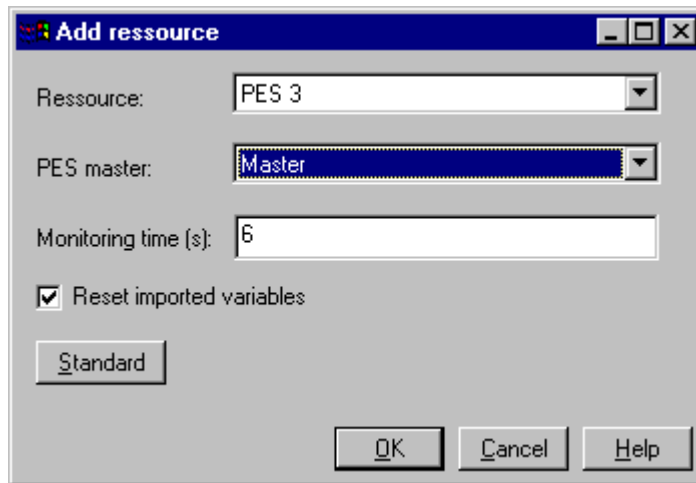 Add ressource
Ressource: PES 3
PES master: Master
Monitoring time (s): 6
Reset imported variables
Standard
OK Cancel Help